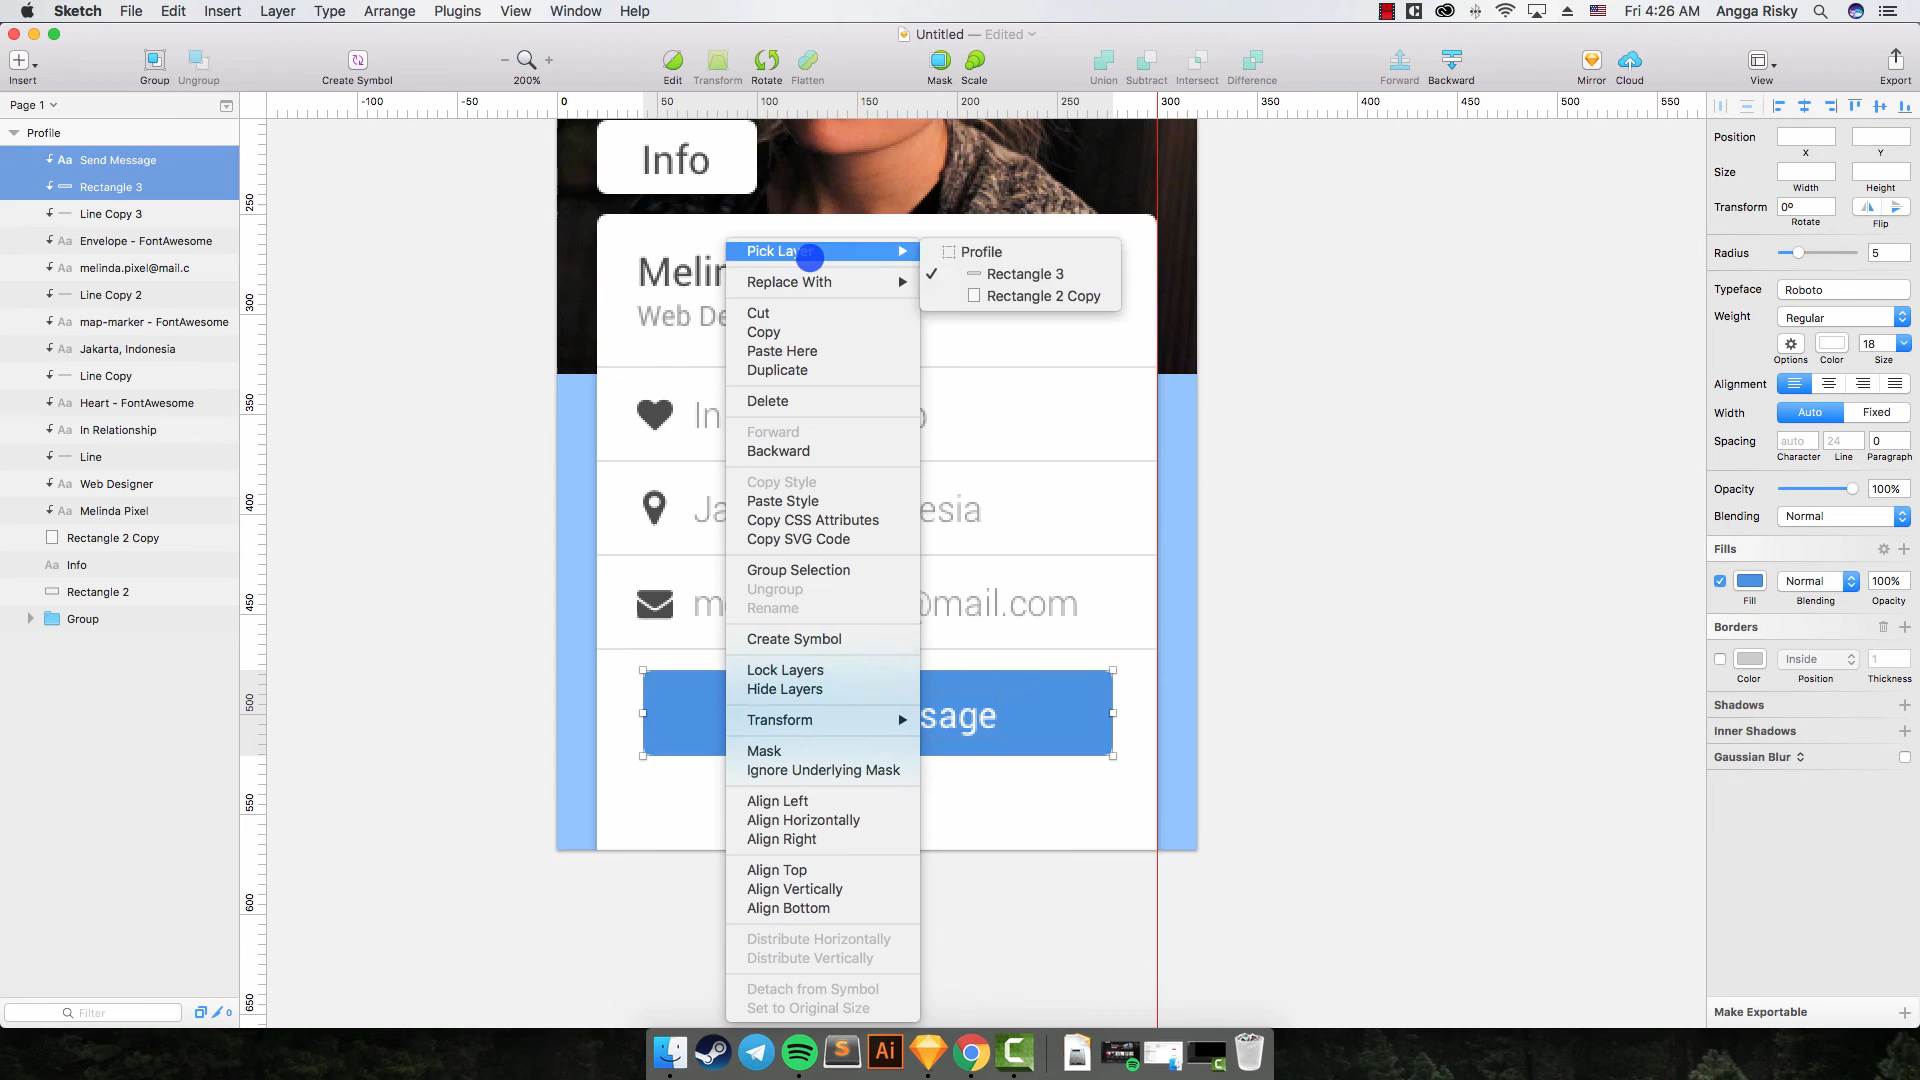 Sketch File Edit Insert Layer Type Arrange Plugins View Window Help
Fri 4:26 AM Angga Risky
Untitled — Edited
Insert Group Ungroup Create Symbol 200% Edit Transform Rotate Flatten Mask Scale Union Subtract Intersect Difference Forward Backward Mirror Cloud View Export
Page 1
-100 -50 0 50 100 150 200 250 300 350 400 450 500 550
Profile
Aa Send Message
Rectangle 3
Line Copy 3
Aa Envelope - FontAwesome
Aa melinda.pixel@mail.c
Line Copy 2
Aa map-marker - FontAwesome
Aa Jakarta, Indonesia
Line Copy
Aa Heart - FontAwesome
Aa In Relationship
Line
Aa Web Designer
Aa Melinda Pixel
Rectangle 2 Copy
Aa Info
Rectangle 2
Group
Filter
0
250
300
350
400
450
500
550
600
650
Info
Web De
In
esia
@mail.com
sage
Pick Layer
Replace With
Cut
Copy
Paste Here
Duplicate
Delete
Forward
Backward
Copy Style
Paste Style
Copy CSS Attributes
Copy SVG Code
Group Selection
Ungroup
Rename
Create Symbol
Lock Layers
Hide Layers
Transform
Mask
Ignore Underlying Mask
Align Left
Align Horizontally
Align Right
Align Top
Align Vertically
Align Bottom
Distribute Horizontally
Distribute Vertically
Detach from Symbol
Set to Original Size
Profile
Rectangle 3
Rectangle 2 Copy
Position
X Y
Size
Width Height
Transform 0º
Rotate Flip
Radius 5
Typeface Roboto
Weight Regular
18
Options Color Size
Alignment
Width Auto Fixed
Spacing auto 24 0
Character Line Paragraph
Opacity 100%
Blending Normal
Fills
Normal 100%
Fill Blending Opacity
Borders
Inside 1
Color Position Thickness
Shadows
Inner Shadows
Gaussian Blur
Make Exportable
S Ai C